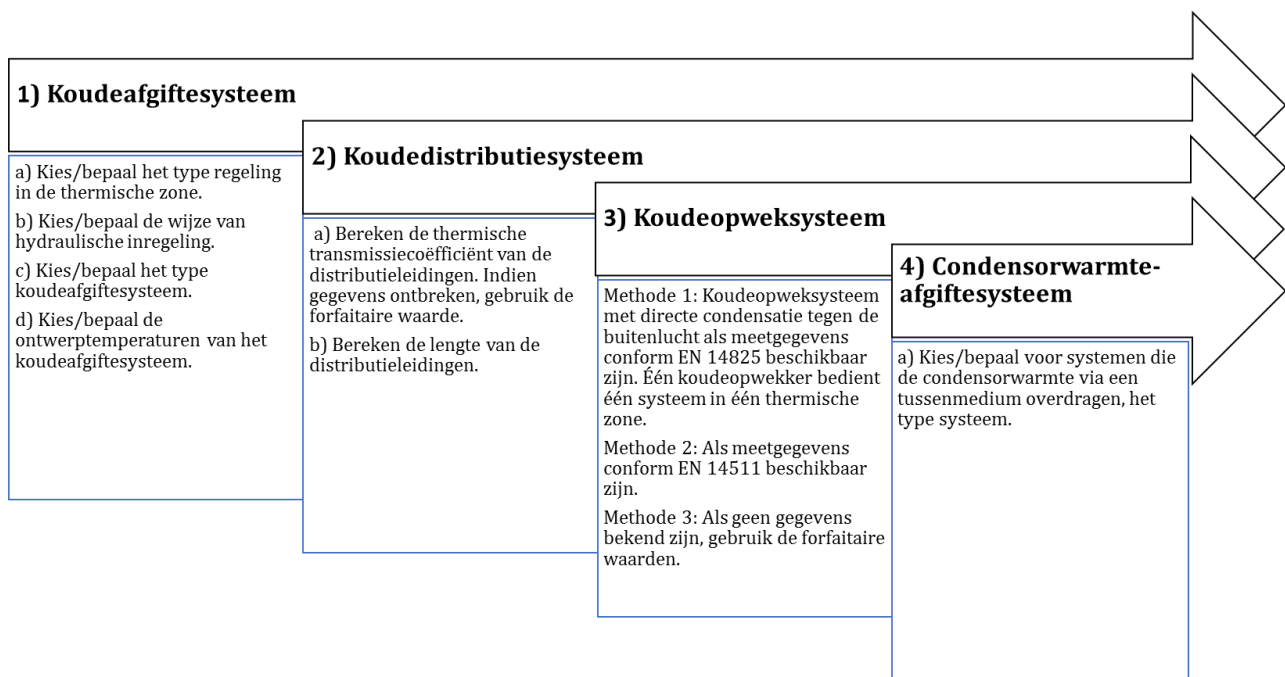 1) Koudeafgiftesysteem
a) Kies/bepaal het type regeling
in de thermische zone.
b) Kies/bepaal de wijze van
hydraulische inregeling.
c) Kies/bepaal het type
koudeafgiftesysteem.
d) Kies/bepaal de
ontwerptemperaturen van het
koudeafgiftesysteem.
2) Koudedistributiesysteem
a) Bereken de thermische
transmissiecoëfficiënt van de
distributieleidingen. Indien
gegevens ontbreken, gebruik de
forfaitaire waarde.
b) Bereken de lengte van de
distributieleidingen.
3) Koudeopweksysteem
Methode 1: Koudeopweksysteem
met directe condensatie tegen de
buitenlucht als meetgegevens
conform EN 14825 beschikbaar
zijn. Één koudeopwekker bedient
één systeem in één thermische
zone.
Methode 2: Als meetgegevens
conform EN 14511 beschikbaar
zijn.
Methode 3: Als geen gegevens
bekend zijn, gebruik de forfaitaire
waarden.
4) Condensorwarmte-
afgiftesysteem
a) Kies/bepaal voor systemen die
de condensorwarmte via een
tussenmedium overdragen, het
type systeem.